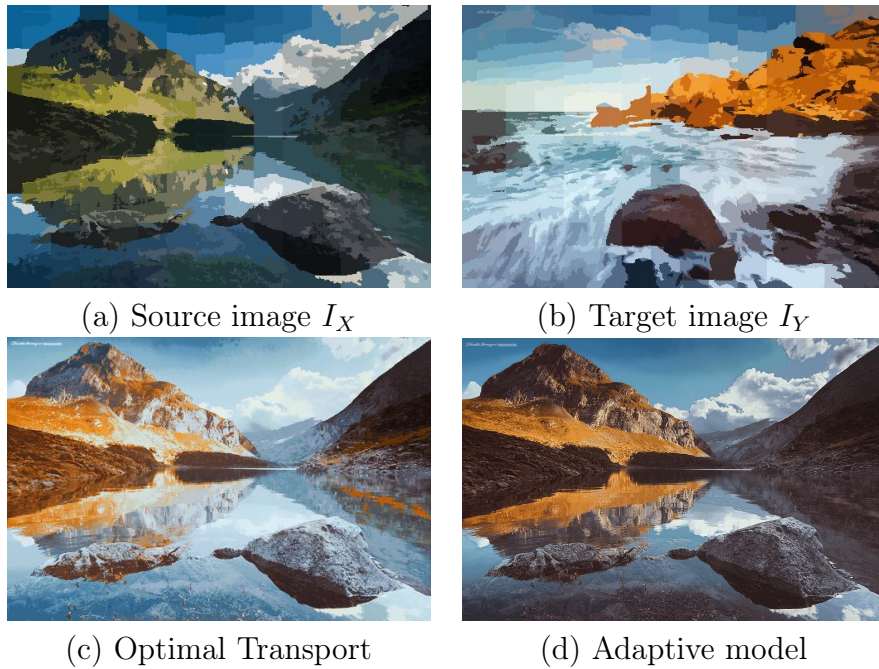 (a) Source image I_X
(b) Target image I_Y
(c) Optimal Transport
(d) Adaptive model